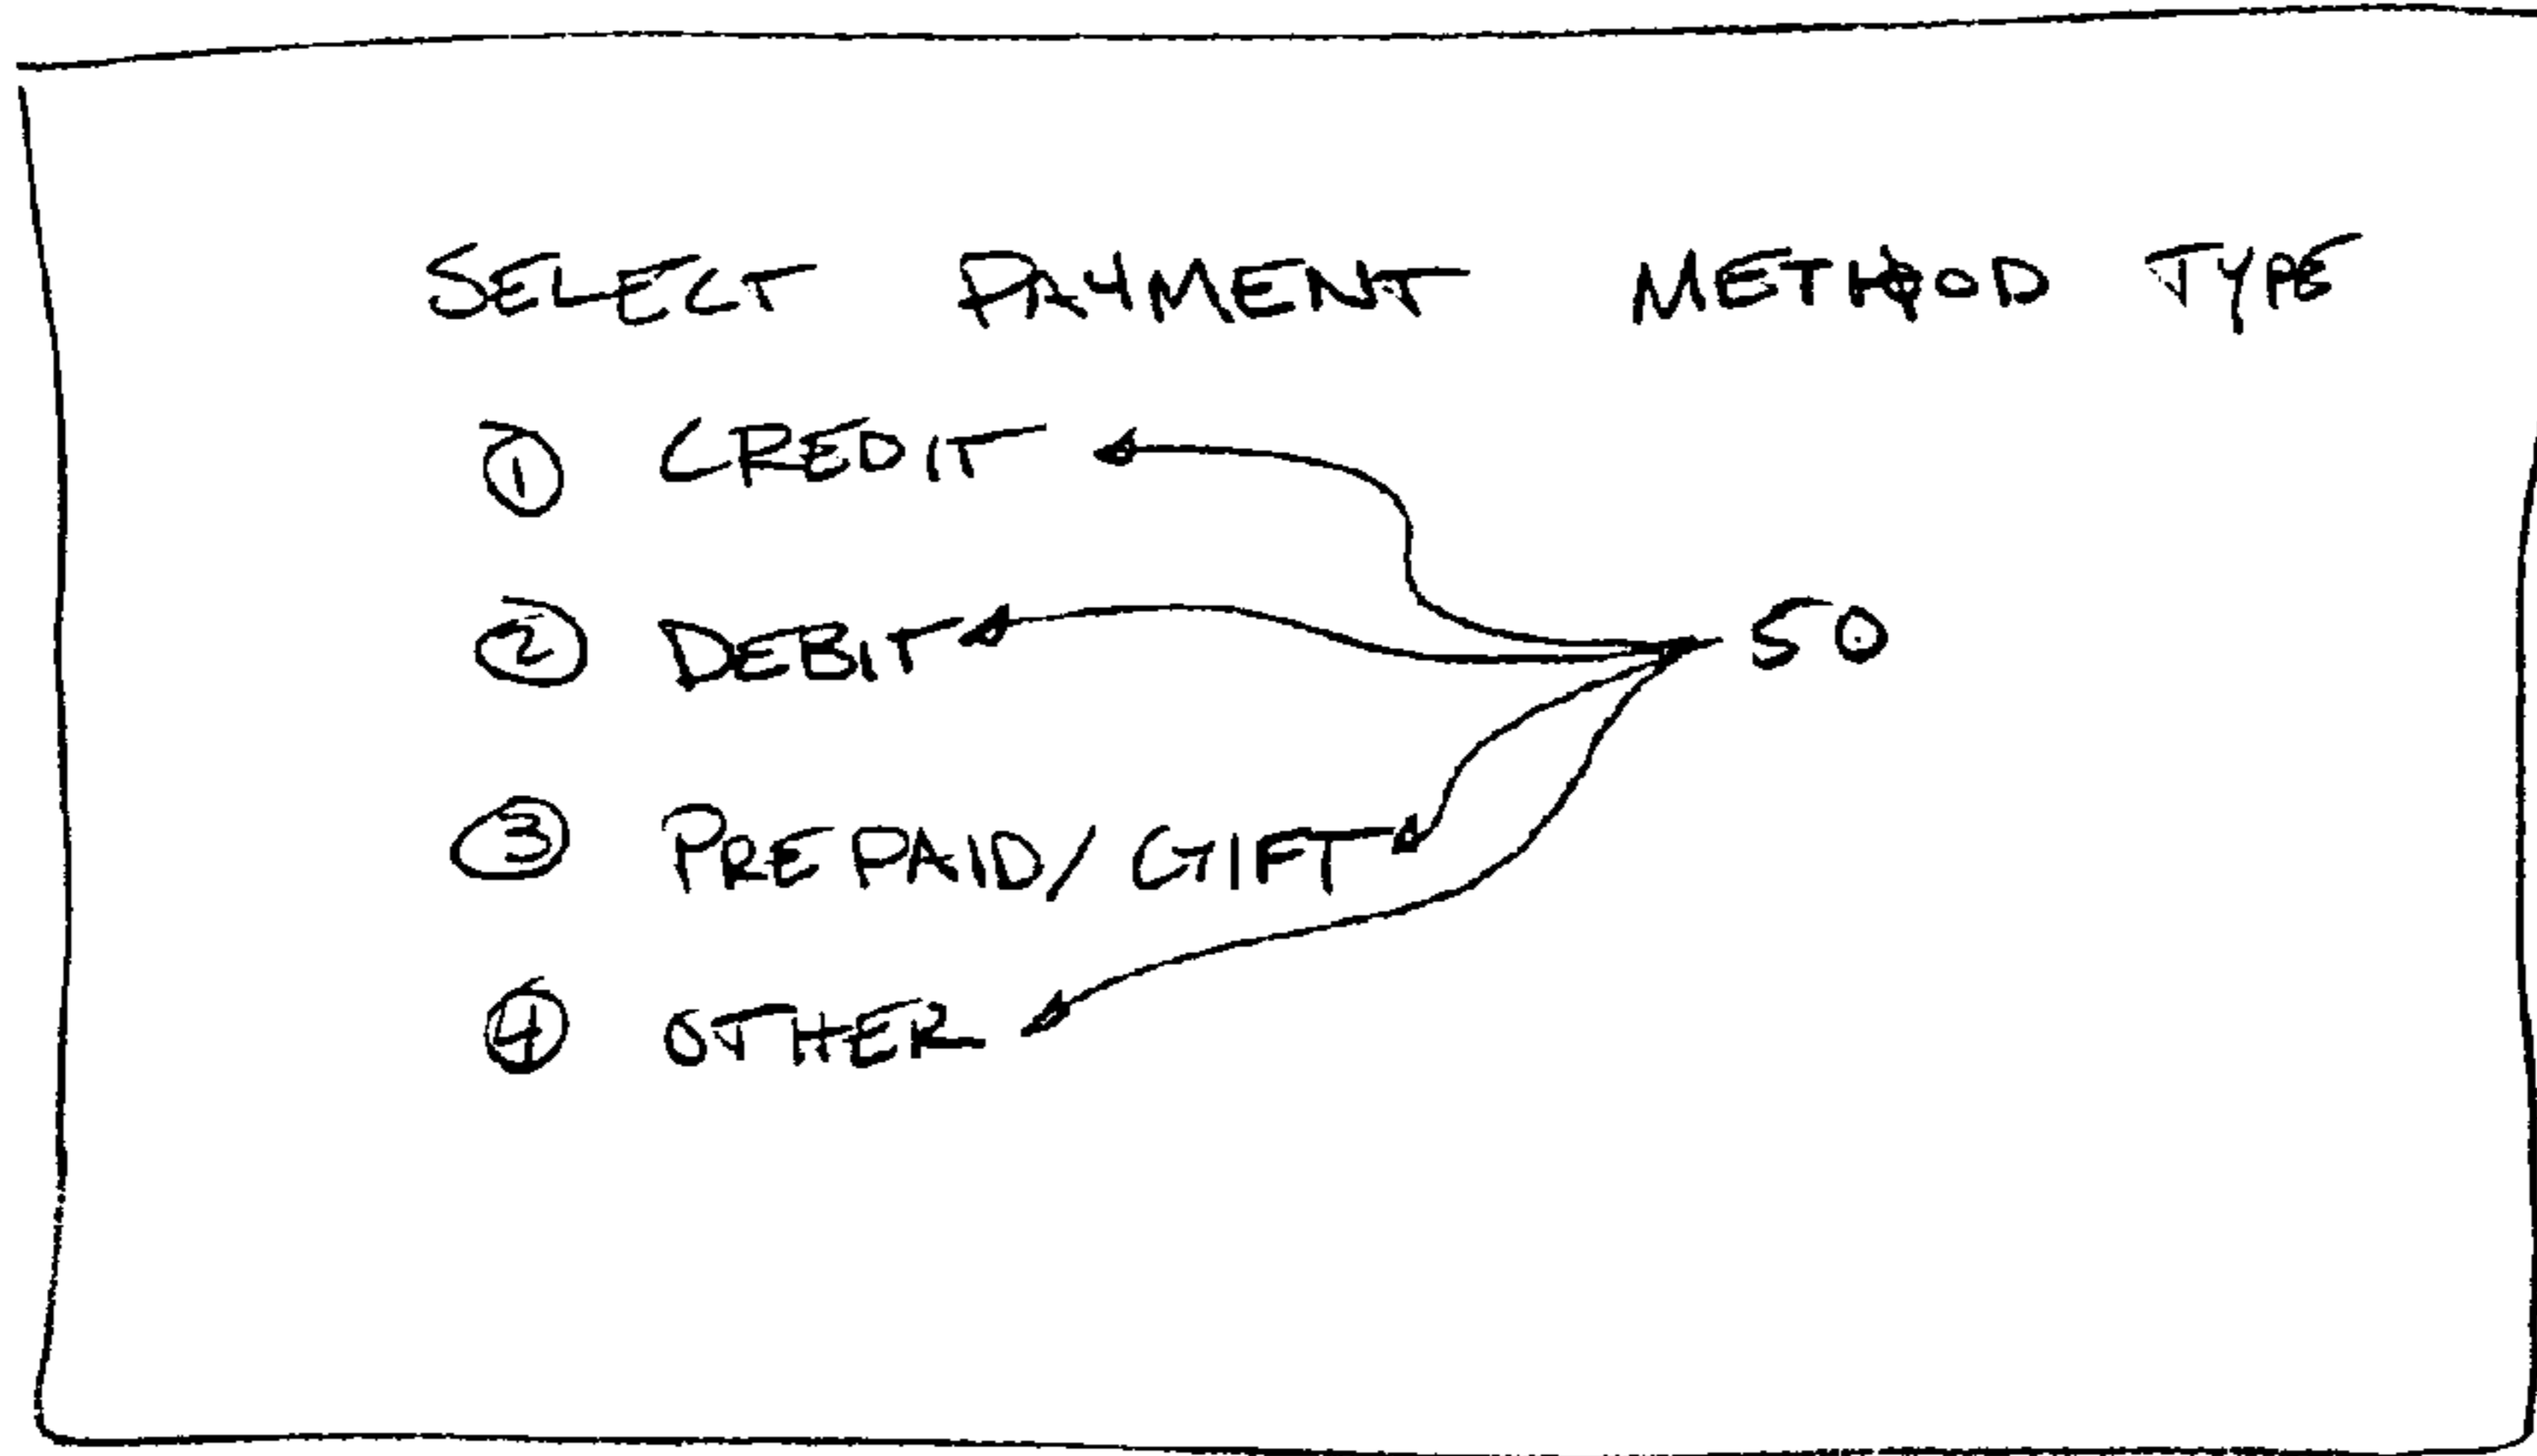 SELECT PAYMENT METHOD TYPE
① CREDIT
② DEBIT
50
③ PREPAID/GIFT
④ OTHER